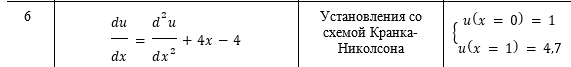 6
du/dx = d²u/dx² + 4x − 4
Установления со
схемой Кранка-
Николсона
{ u(x = 0) = 1
u(x = 1) = 4,7